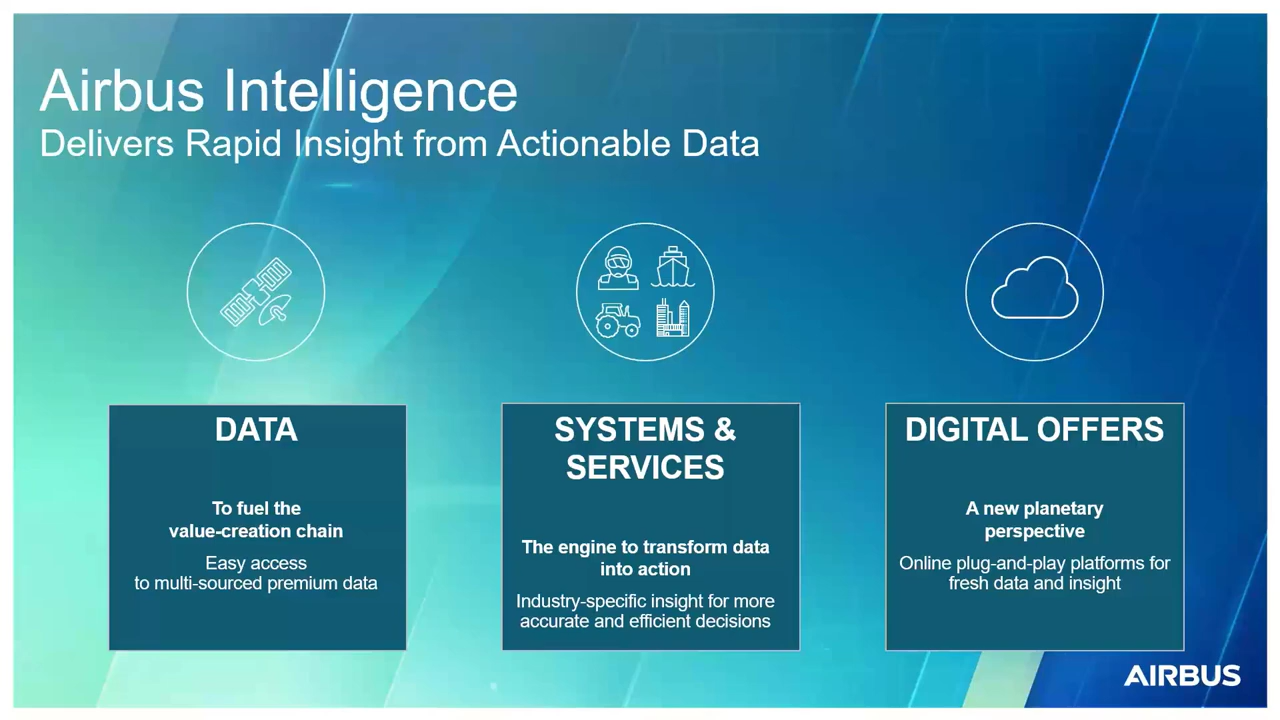 Airbus Intelligence
Delivers Rapid Insight from Actionable Data
DATA
To fuel the
value-creation chain
Easy access
to multi-sourced premium data
SYSTEMS &
SERVICES
The engine to transform data
into action
Industry-specific insight for more
accurate and efficient decisions
DIGITAL OFFERS
A new planetary
perspective
Online plug-and-play platforms for
fresh data and insight
AIRBUS